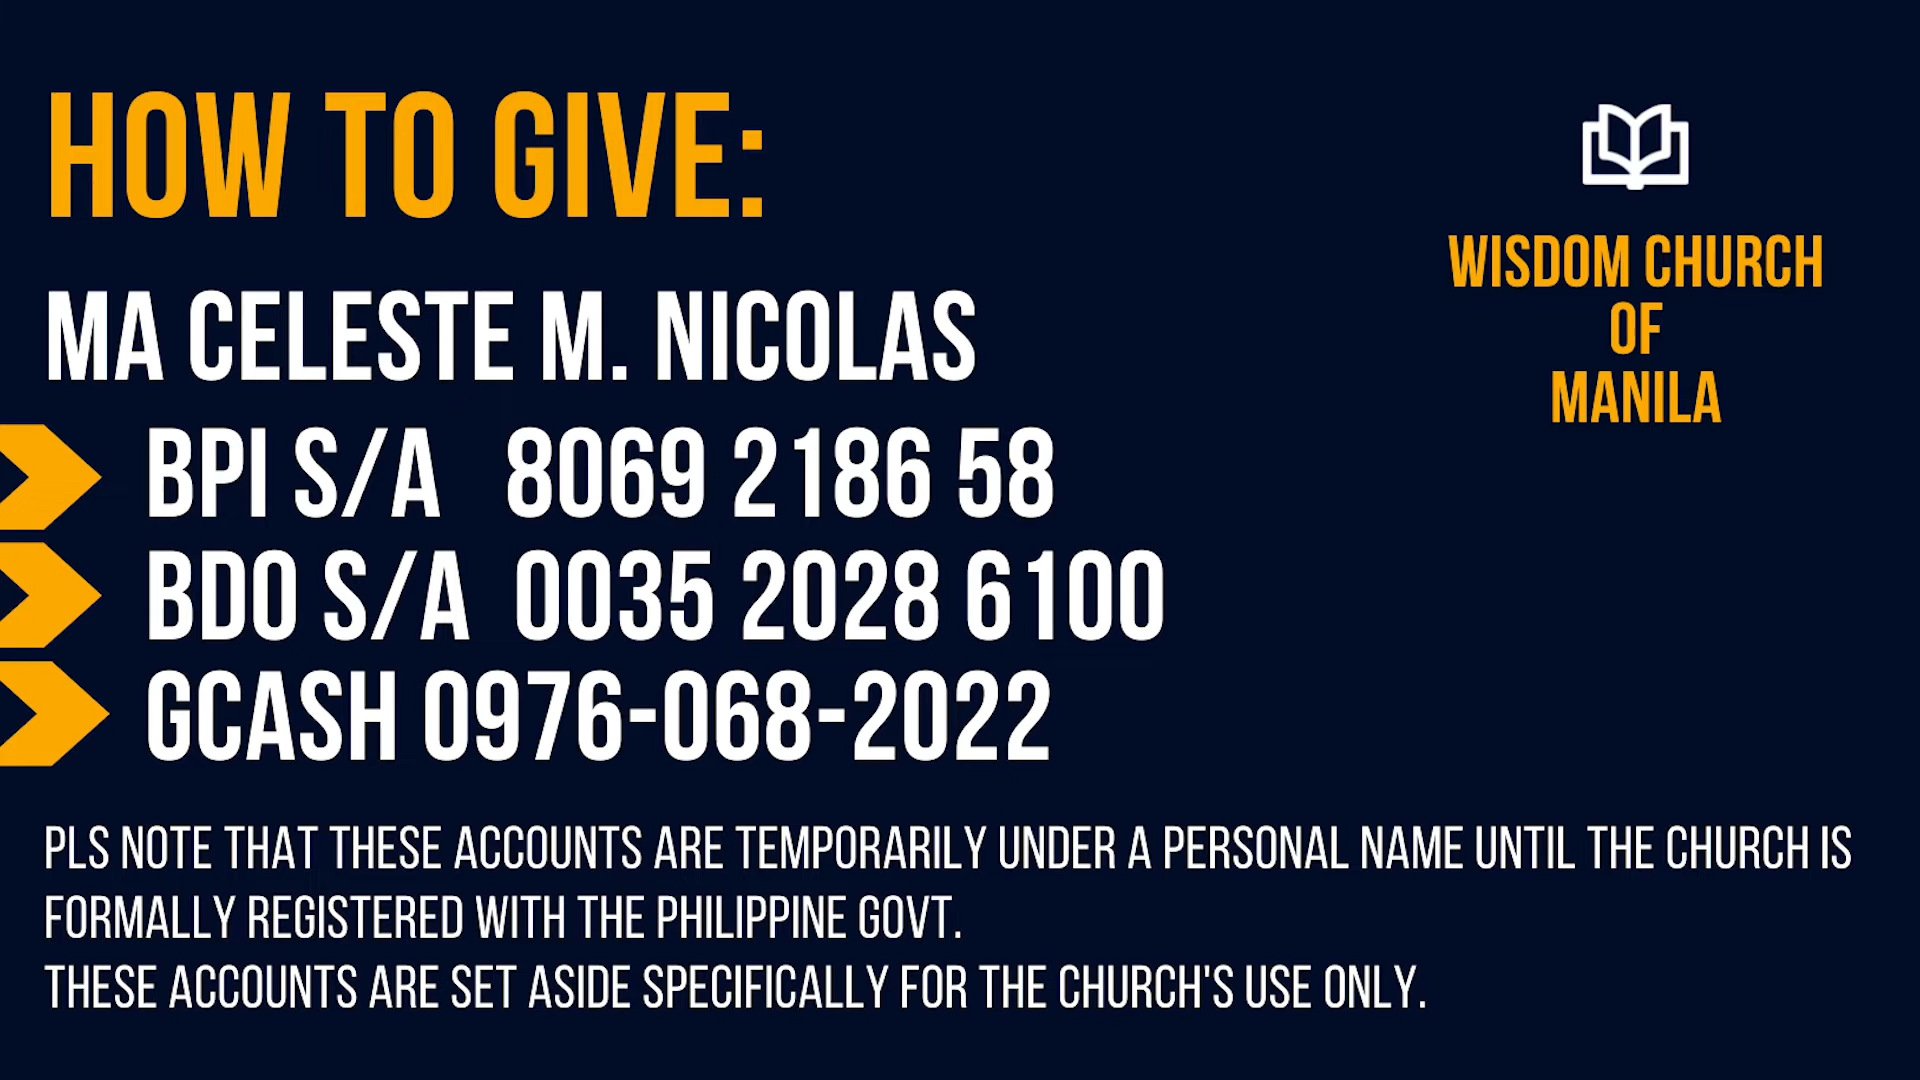 HOW TO GIVE:
MA CELESTE M. NICOLAS
BPI S/A 8069 2186 58
BDO S/A 0035 2028 6100
GCASH 0976-068-2022
PLS NOTE THAT THESE ACCOUNTS ARE TEMPORARILY UNDER A PERSONAL NAME UNTIL THE CHURCH IS
FORMALLY REGISTERED WITH THE PHILIPPINE GOVT.
THESE ACCOUNTS ARE SET ASIDE SPECIFICALLY FOR THE CHURCH'S USE ONLY.
WISDOM CHURCH
OF
MANILA